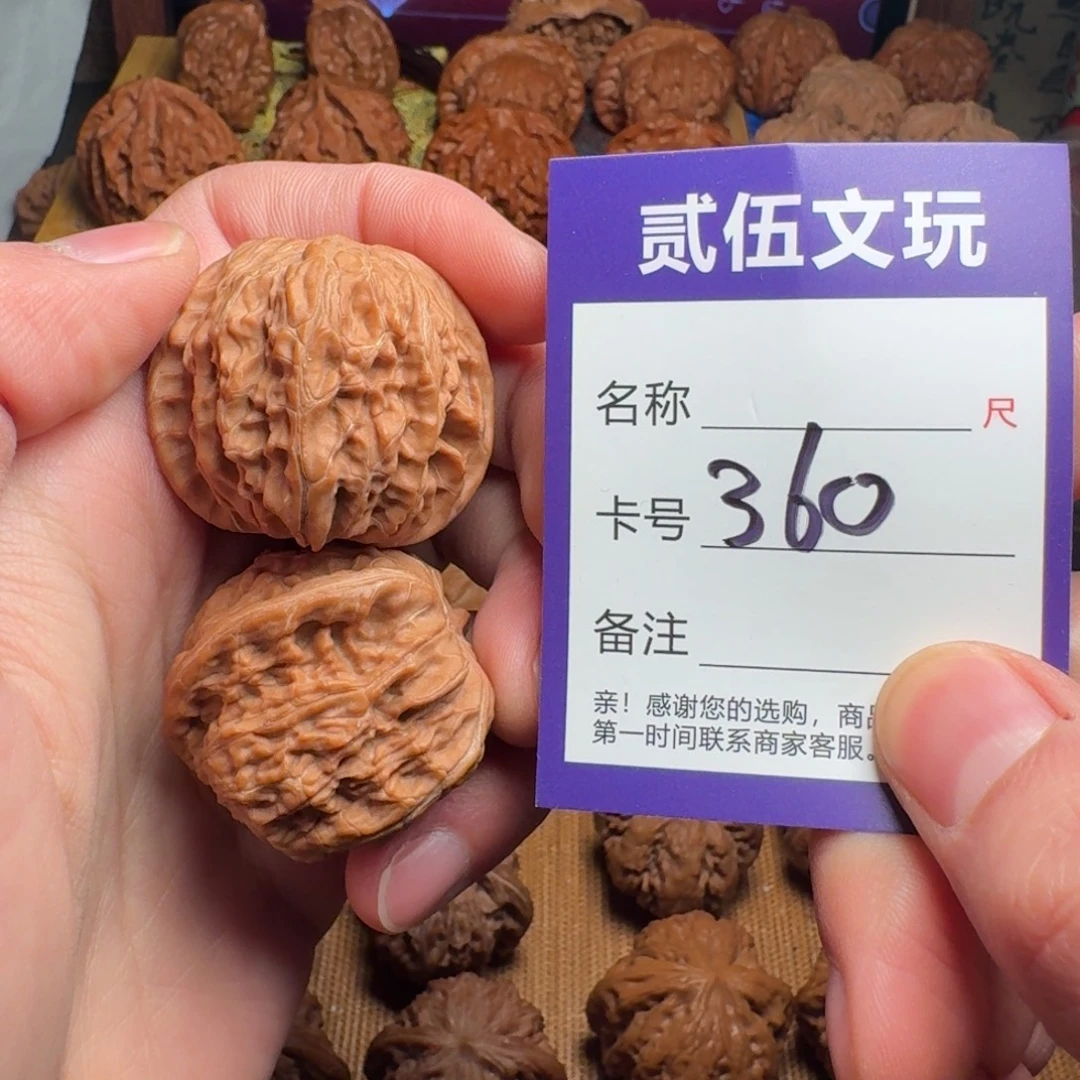 贰伍文玩
名称 尺
卡号 360
备注
亲！感谢您的选购，商
第一时间联系商家客服。